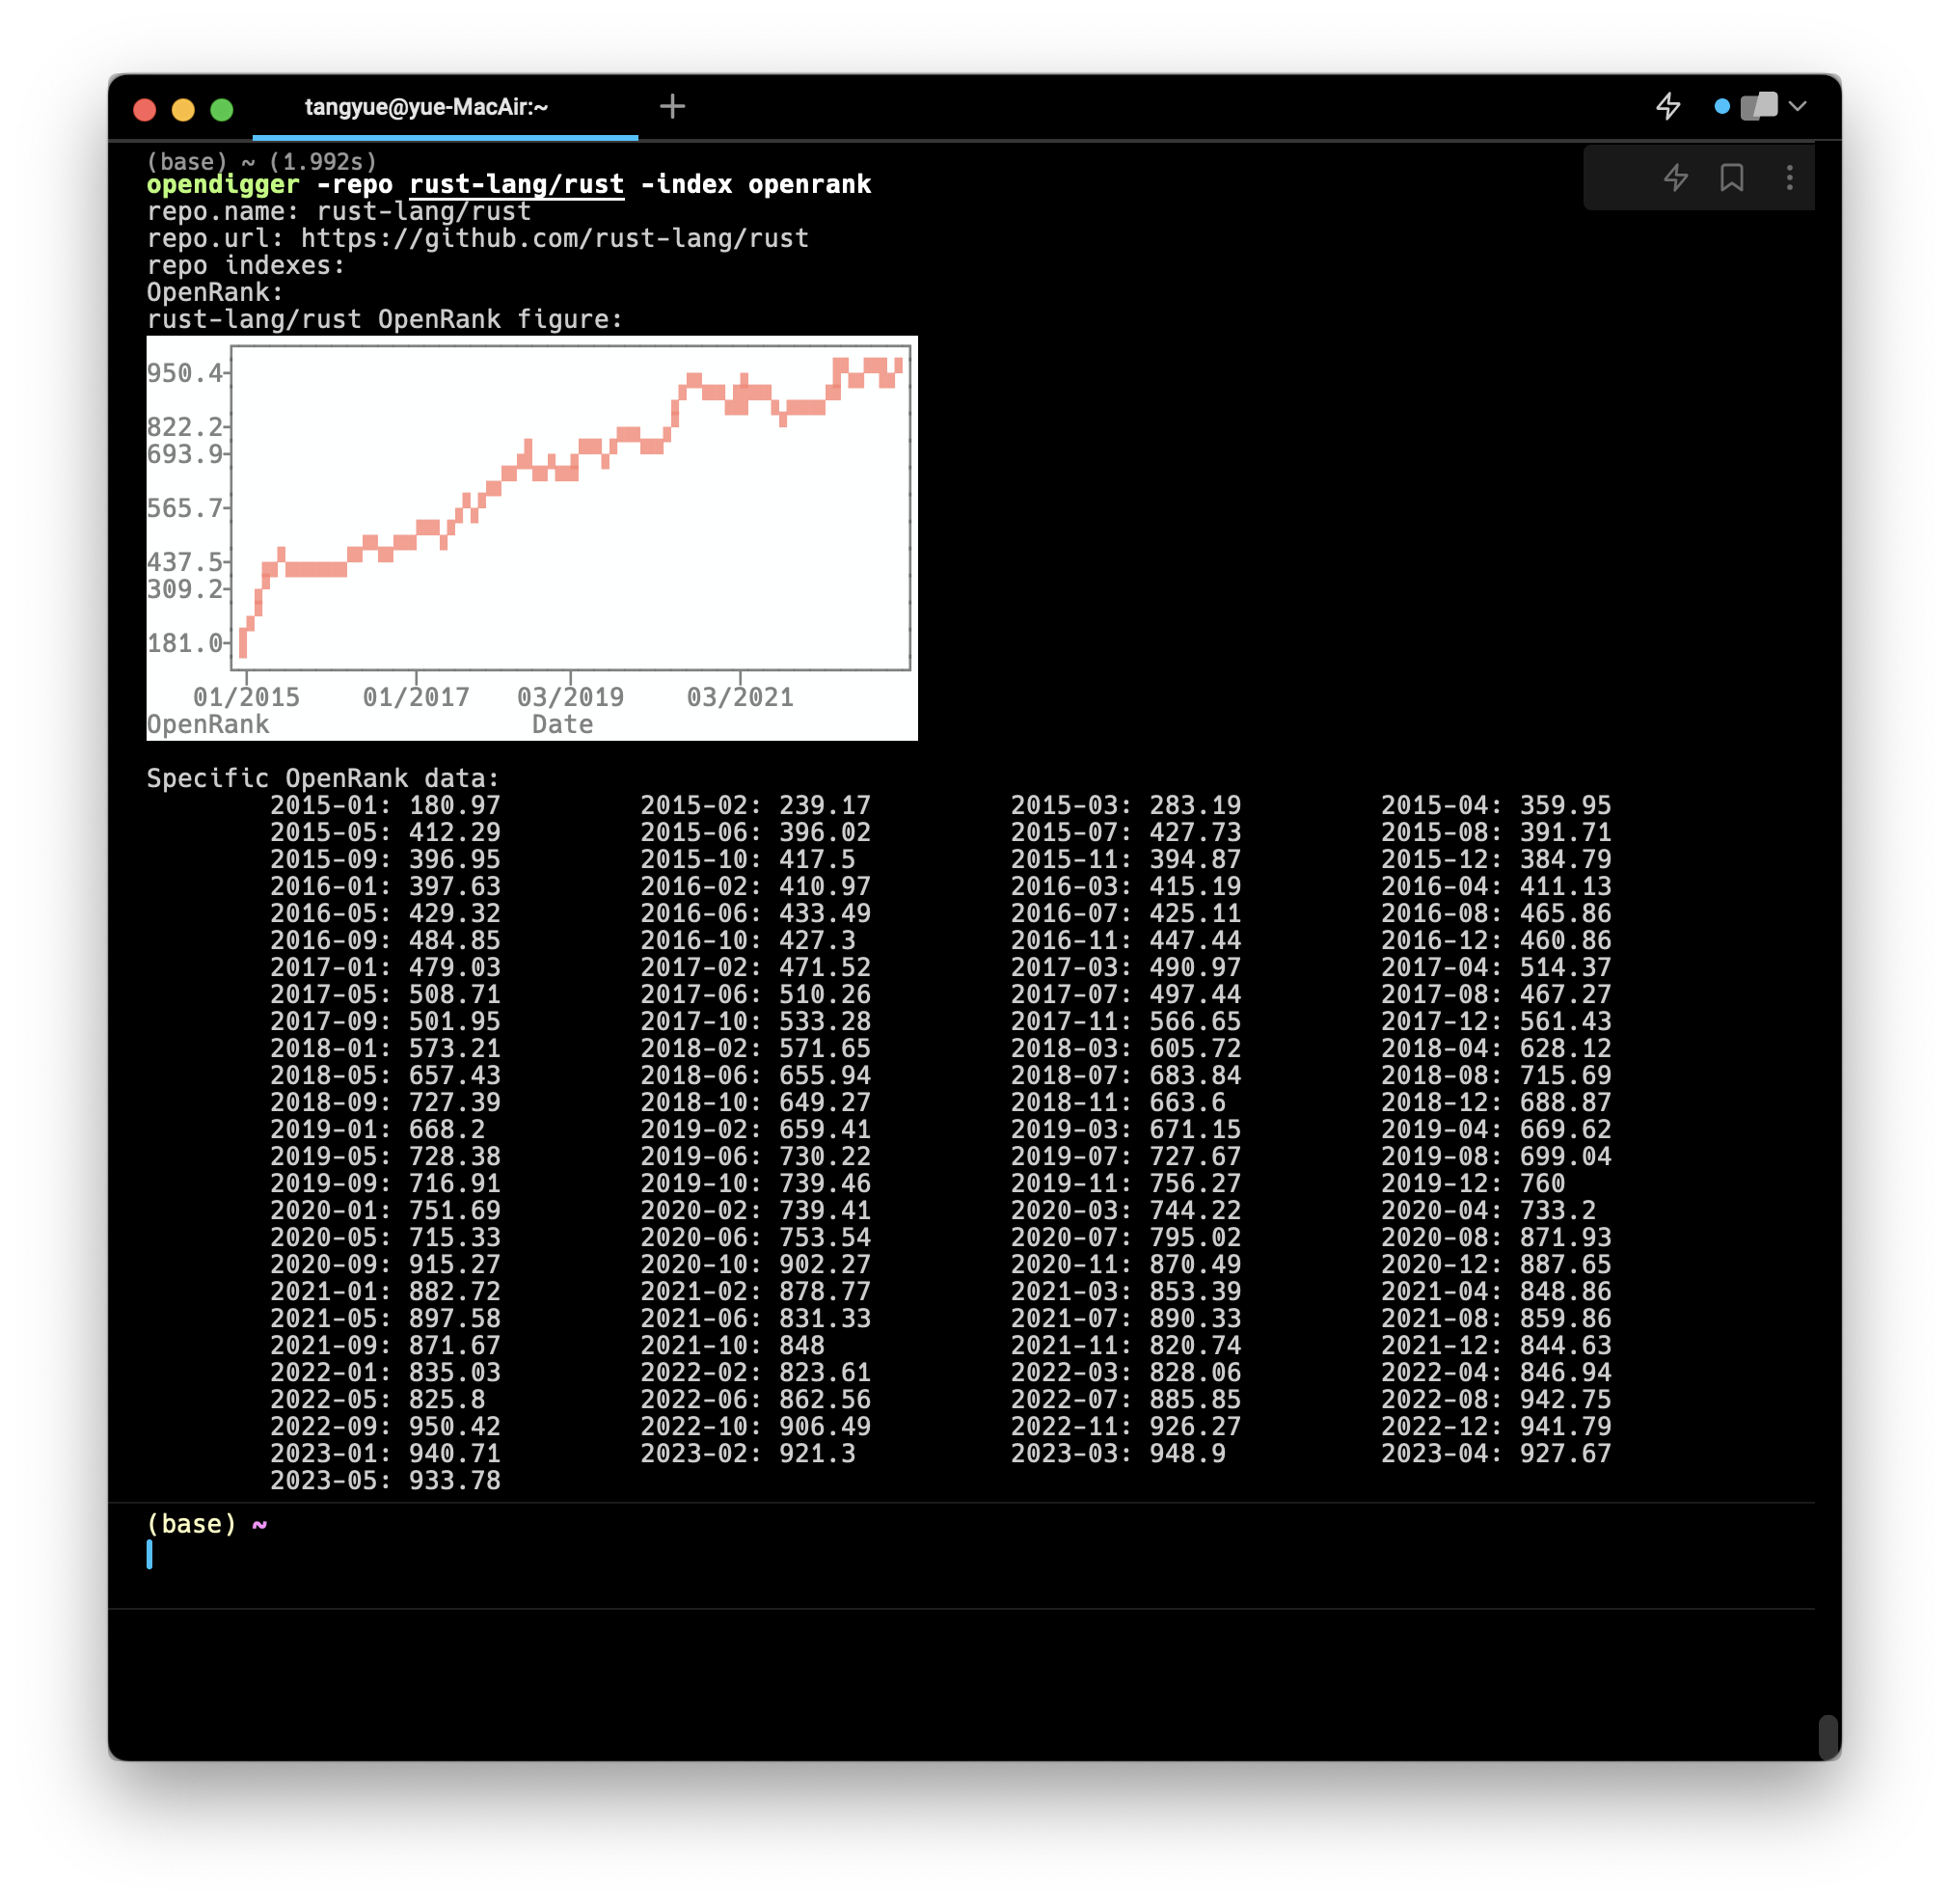 tangyue@yue-MacAir:~
(base) ~ (1.992s)
opendigger -repo rust-lang/rust -index openrank
repo.name: rust-lang/rust
repo.url: https://github.com/rust-lang/rust
repo indexes:
OpenRank:
rust-lang/rust OpenRank figure:
950.4
822.2
693.9
565.7
437.5
309.2
181.0
01/2015 01/2017 03/2019 03/2021
OpenRank Date
Specific OpenRank data:
2015-01: 180.97 2015-02: 239.17 2015-03: 283.19 2015-04: 359.95
2015-05: 412.29 2015-06: 396.02 2015-07: 427.73 2015-08: 391.71
2015-09: 396.95 2015-10: 417.5 2015-11: 394.87 2015-12: 384.79
2016-01: 397.63 2016-02: 410.97 2016-03: 415.19 2016-04: 411.13
2016-05: 429.32 2016-06: 433.49 2016-07: 425.11 2016-08: 465.86
2016-09: 484.85 2016-10: 427.3 2016-11: 447.44 2016-12: 460.86
2017-01: 479.03 2017-02: 471.52 2017-03: 490.97 2017-04: 514.37
2017-05: 508.71 2017-06: 510.26 2017-07: 497.44 2017-08: 467.27
2017-09: 501.95 2017-10: 533.28 2017-11: 566.65 2017-12: 561.43
2018-01: 573.21 2018-02: 571.65 2018-03: 605.72 2018-04: 628.12
2018-05: 657.43 2018-06: 655.94 2018-07: 683.84 2018-08: 715.69
2018-09: 727.39 2018-10: 649.27 2018-11: 663.6 2018-12: 688.87
2019-01: 668.2 2019-02: 659.41 2019-03: 671.15 2019-04: 669.62
2019-05: 728.38 2019-06: 730.22 2019-07: 727.67 2019-08: 699.04
2019-09: 716.91 2019-10: 739.46 2019-11: 756.27 2019-12: 760
2020-01: 751.69 2020-02: 739.41 2020-03: 744.22 2020-04: 733.2
2020-05: 715.33 2020-06: 753.54 2020-07: 795.02 2020-08: 871.93
2020-09: 915.27 2020-10: 902.27 2020-11: 870.49 2020-12: 887.65
2021-01: 882.72 2021-02: 878.77 2021-03: 853.39 2021-04: 848.86
2021-05: 897.58 2021-06: 831.33 2021-07: 890.33 2021-08: 859.86
2021-09: 871.67 2021-10: 848 2021-11: 820.74 2021-12: 844.63
2022-01: 835.03 2022-02: 823.61 2022-03: 828.06 2022-04: 846.94
2022-05: 825.8 2022-06: 862.56 2022-07: 885.85 2022-08: 942.75
2022-09: 950.42 2022-10: 906.49 2022-11: 926.27 2022-12: 941.79
2023-01: 940.71 2023-02: 921.3 2023-03: 948.9 2023-04: 927.67
2023-05: 933.78
(base) ~